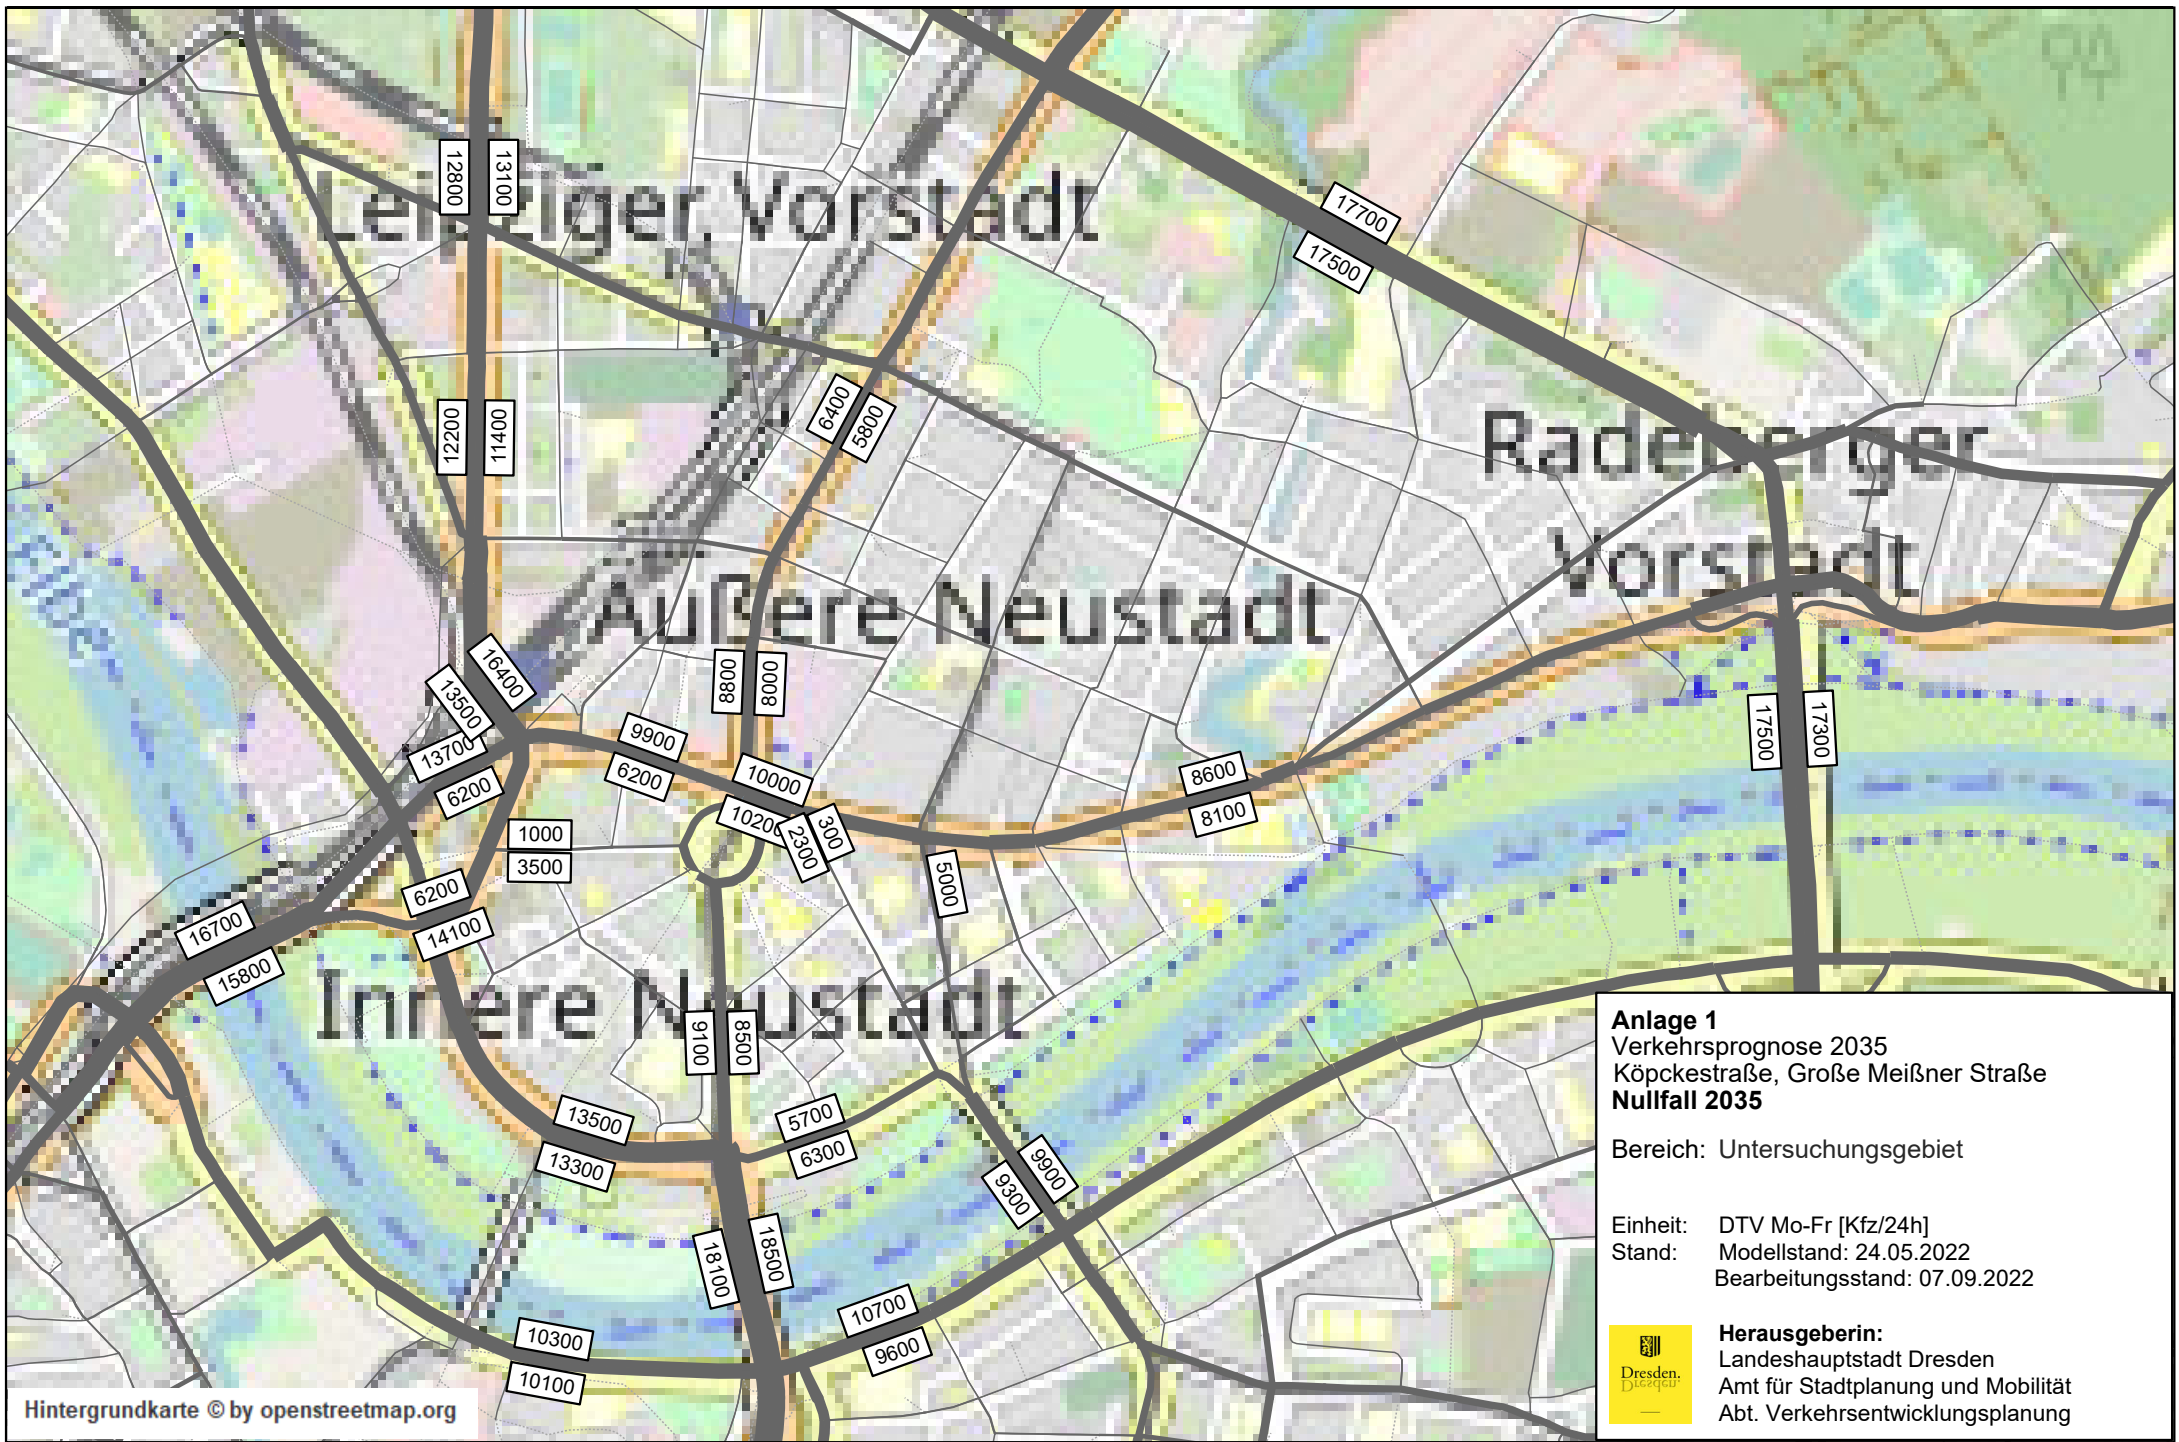 12800
13100
Leipziger Vorstadt
17700
17500
12200
11400
6400
5800
Radeberger
Vorstadt
Elbe
Äußere Neustadt
16400
13500
13700
6200
8800
8000
9900
6200
10000
10200
2300
300
8600
8100
17500
17300
1000
3500
6200
14100
5000
16700
15800
Innere Neustadt
9100
8500
13500
13300
5700
6300
9900
9300
18100
18500
10700
9600
10300
10100
Anlage 1
Verkehrsprognose 2035
Köpckestraße, Große Meißner Straße
Nullfall 2035
Bereich: Untersuchungsgebiet
Einheit: DTV Mo-Fr [Kfz/24h]
Stand: Modellstand: 24.05.2022
Bearbeitungsstand: 07.09.2022
Herausgeberin:
Landeshauptstadt Dresden
Amt für Stadtplanung und Mobilität
Abt. Verkehrsentwicklungsplanung
Dresden.
Dresden.
Hintergrundkarte © by openstreetmap.org